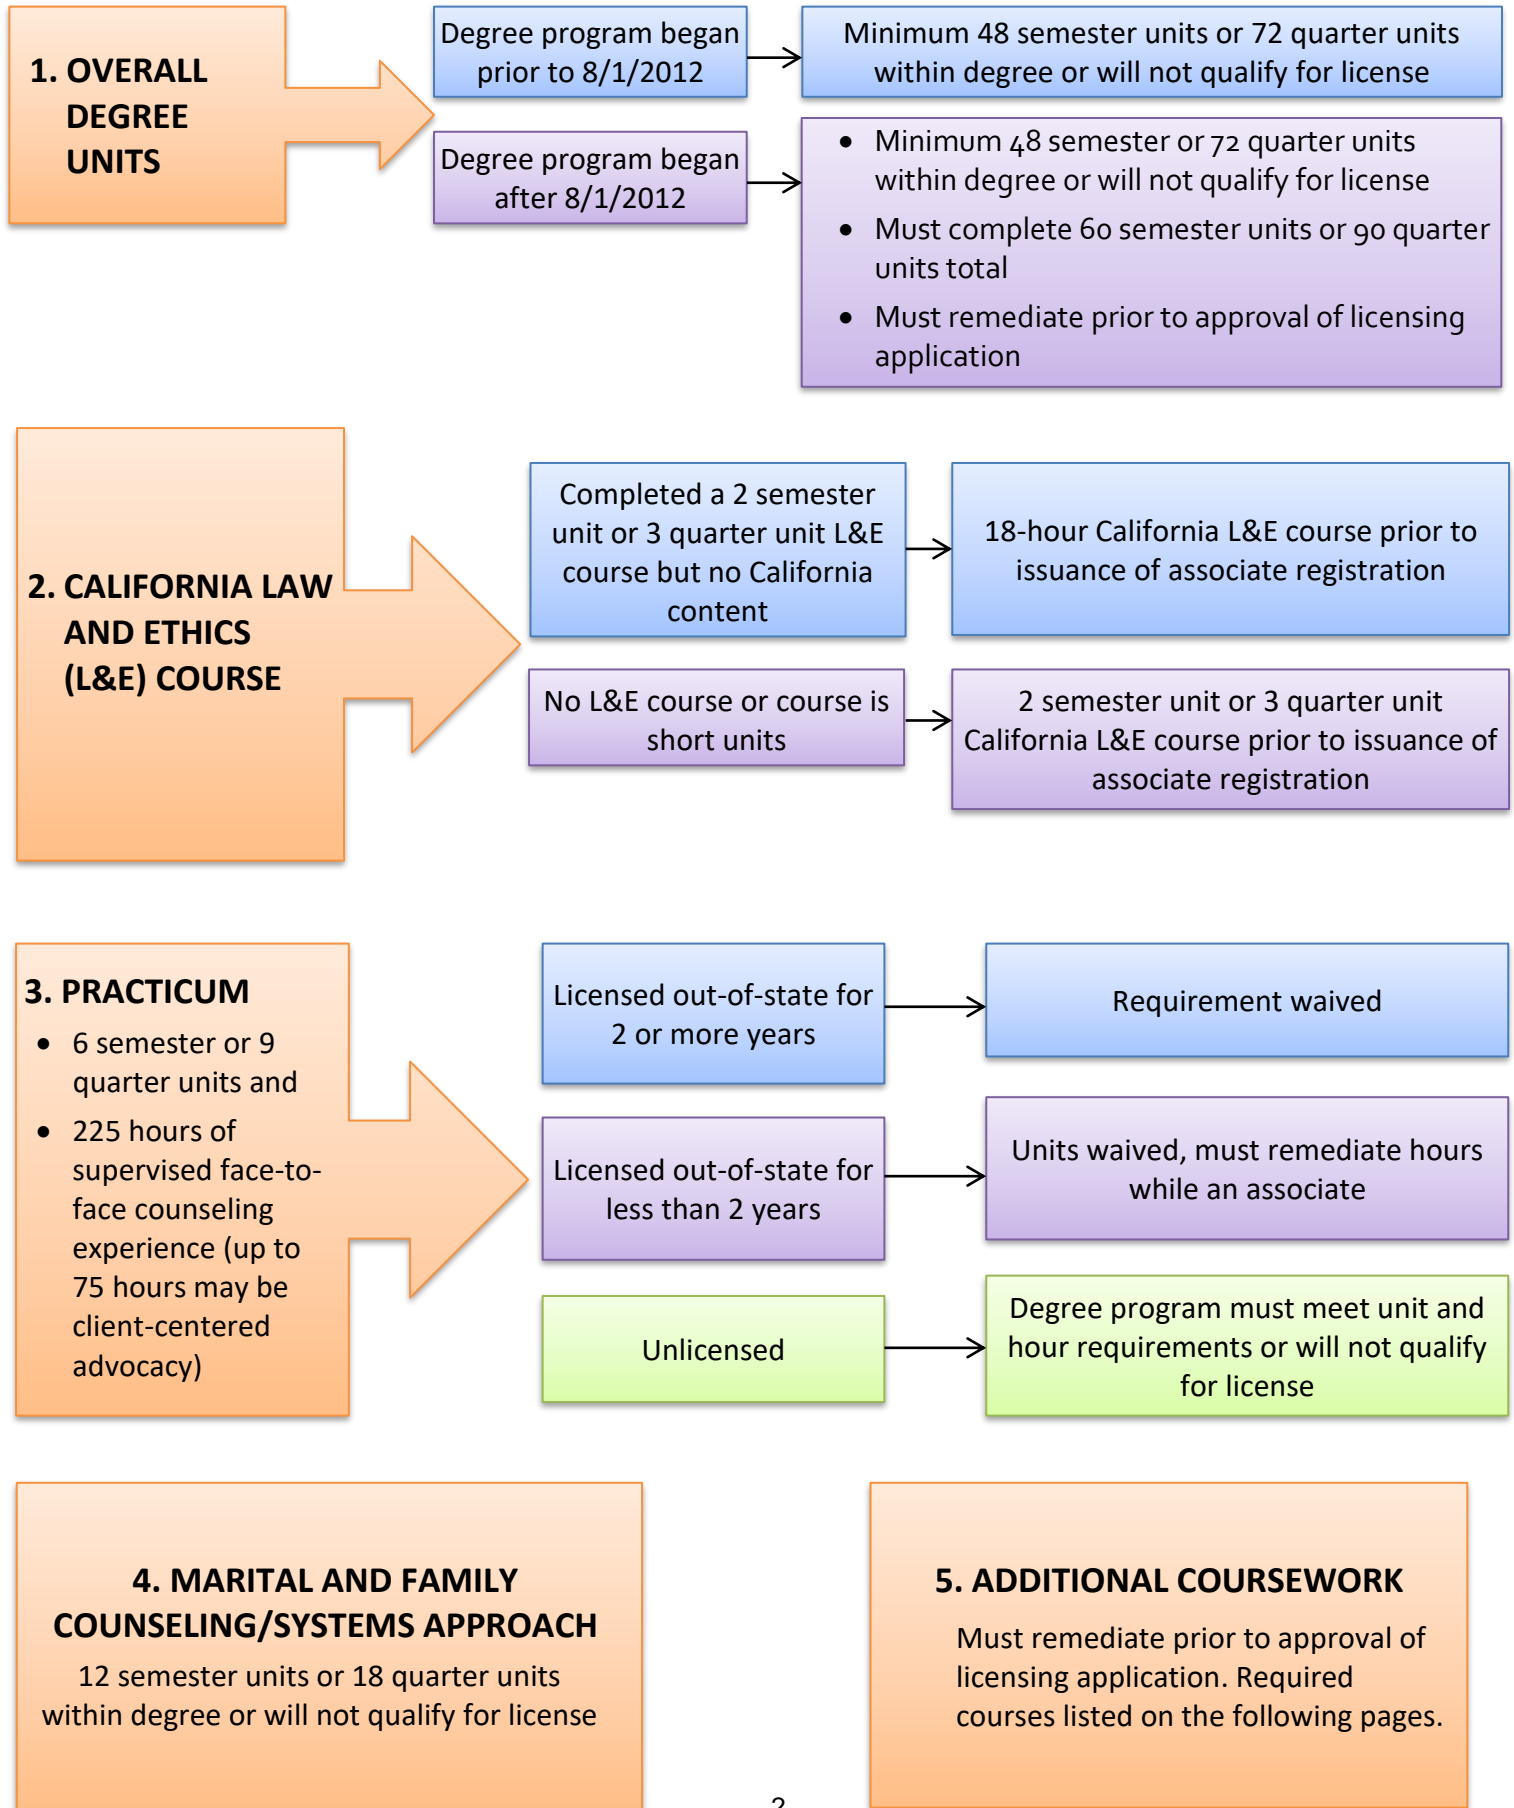 1. OVERALL
DEGREE
UNITS
Degree program began
prior to 8/1/2012
Minimum 48 semester units or 72 quarter units
within degree or will not qualify for license
Degree program began
after 8/1/2012
• Minimum 48 semester or 72 quarter units
within degree or will not qualify for license
• Must complete 60 semester units or 90 quarter
units total
• Must remediate prior to approval of licensing
application
2. CALIFORNIA LAW
AND ETHICS
(L&E) COURSE
Completed a 2 semester
unit or 3 quarter unit L&E
course but no California
content
18-hour California L&E course prior to
issuance of associate registration
No L&E course or course is
short units
2 semester unit or 3 quarter unit
California L&E course prior to issuance of
associate registration
3. PRACTICUM
• 6 semester or 9
quarter units and
• 225 hours of
supervised face-to-
face counseling
experience (up to
75 hours may be
client-centered
advocacy)
Licensed out-of-state for
2 or more years
Requirement waived
Licensed out-of-state for
less than 2 years
Units waived, must remediate hours
while an associate
Unlicensed
Degree program must meet unit and
hour requirements or will not qualify
for license
4. MARITAL AND FAMILY
COUNSELING/SYSTEMS APPROACH
12 semester units or 18 quarter units
within degree or will not qualify for license
5. ADDITIONAL COURSEWORK
Must remediate prior to approval of
licensing application. Required
courses listed on the following pages.
2